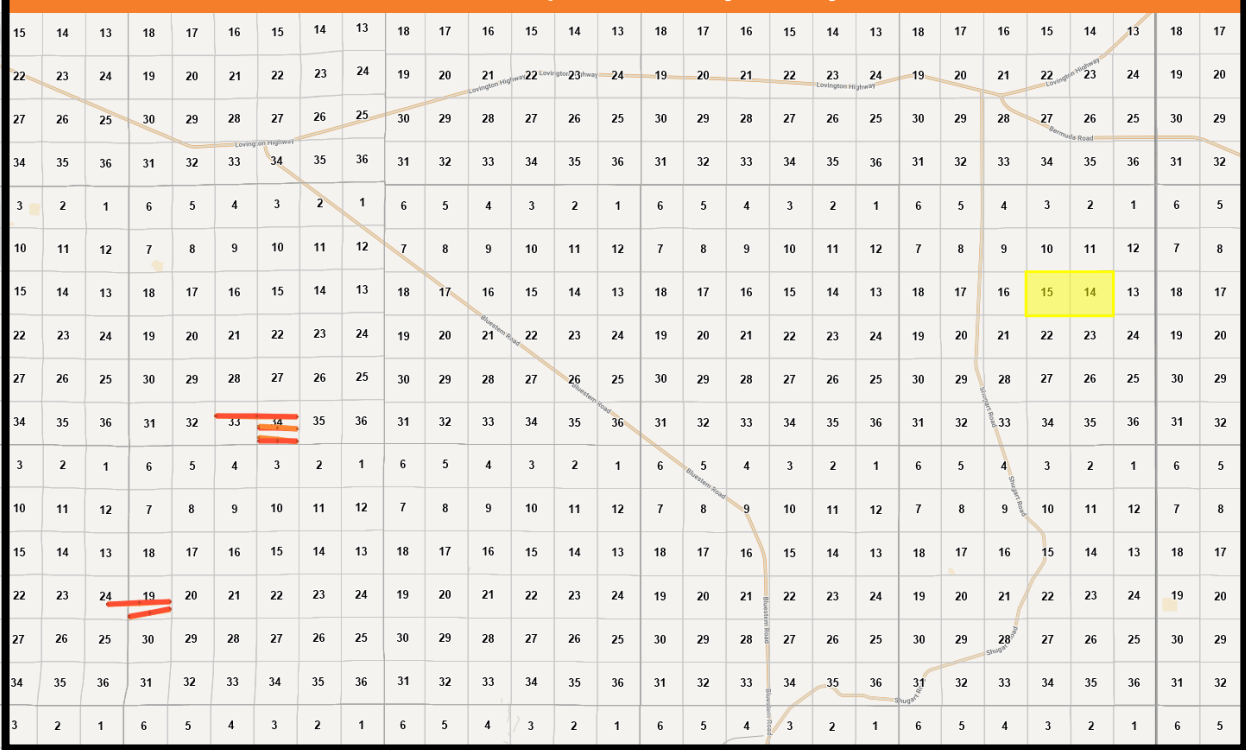 15 14 13 18 17 16 15 14 13 18 17 16 15 14 13 18 17 16 15 14 13 18 17 16 15 14 13 18 17
22 23 24 19 20 21 22 23 24 19 20 21 22 23 24 19 20 21 22 23 24 19 20 21 22 23 24 19 20
Lovington Highway Lovington Highway Lovington Highway Lovington Highway
27 26 25 30 29 28 27 26 25 30 29 28 27 26 25 30 29 28 27 26 25 30 29 28 27 26 25 30 29
Lovington Highway Bermuda Road
34 35 36 31 32 33 34 35 36 31 32 33 34 35 36 31 32 33 34 35 36 31 32 33 34 35 36 31 32
3 2 1 6 5 4 3 2 1 6 5 4 3 2 1 6 5 4 3 2 1 6 5 4 3 2 1 6 5
10 11 12 7 8 9 10 11 12 7 8 9 10 11 12 7 8 9 10 11 12 7 8 9 10 11 12 7 8
15 14 13 18 17 16 15 14 13 18 17 16 15 14 13 18 17 16 15 14 13 18 17 16 15 14 13 18 17
22 23 24 19 20 21 22 23 24 19 20 21 22 23 24 19 20 21 22 23 24 19 20 21 22 23 24 19 20
Bluestem Road
27 26 25 30 29 28 27 26 25 30 29 28 27 26 25 30 29 28 27 26 25 30 29 28 27 26 25 30 29
Bluestem Road Shugart Road
34 35 36 31 32 33 34 35 36 31 32 33 34 35 36 31 32 33 34 35 36 31 32 33 34 35 36 31 32
3 2 1 6 5 4 3 2 1 6 5 4 3 2 1 6 5 4 3 2 1 6 5 4 3 2 1 6 5
Bluestem Road Shugart Road
10 11 12 7 8 9 10 11 12 7 8 9 10 11 12 7 8 9 10 11 12 7 8 9 10 11 12 7 8
15 14 13 18 17 16 15 14 13 18 17 16 15 14 13 18 17 16 15 14 13 18 17 16 15 14 13 18 17
22 23 24 19 20 21 22 23 24 19 20 21 22 23 24 19 20 21 22 23 24 19 20 21 22 23 24 19 20
Bluestem Road
27 26 25 30 29 28 27 26 25 30 29 28 27 26 25 30 29 28 27 26 25 30 29 28 27 26 25 30 29
Shugart Road
34 35 36 31 32 33 34 35 36 31 32 33 34 35 36 31 32 33 34 35 36 31 32 33 34 35 36 31 32
Bluestem Road Shugart Road
3 2 1 6 5 4 3 2 1 6 5 4 3 2 1 6 5 4 3 2 1 6 5 4 3 2 1 6 5